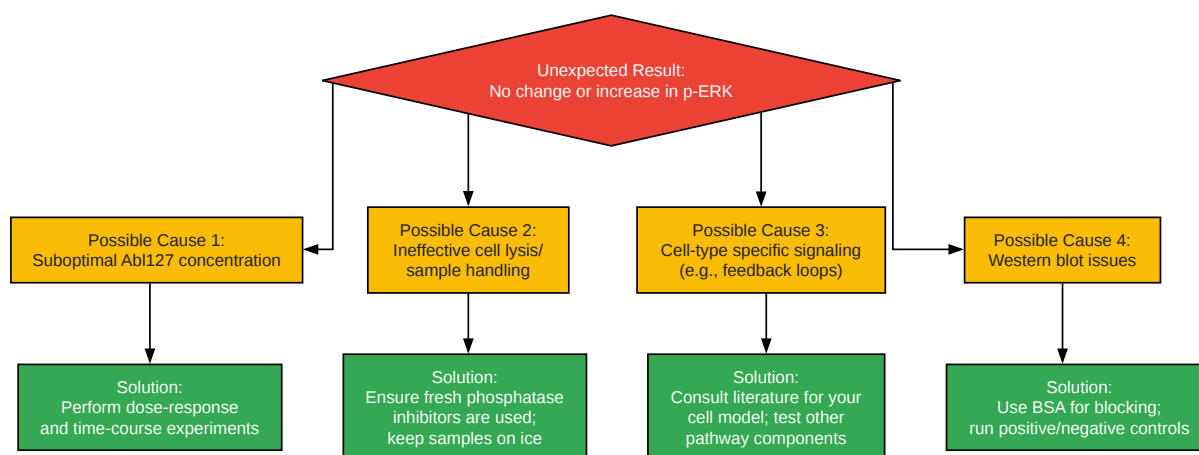 Unexpected Result:
No change or increase in p-ERK
Possible Cause 1:
Suboptimal Abl127 concentration
Possible Cause 2:
Ineffective cell lysis/
sample handling
Possible Cause 3:
Cell-type specific signaling
(e.g., feedback loops)
Possible Cause 4:
Western blot issues
Solution:
Perform dose-response
and time-course experiments
Solution:
Ensure fresh phosphatase
inhibitors are used;
keep samples on ice
Solution:
Consult literature for your
cell model; test other
pathway components
Solution:
Use BSA for blocking;
run positive/negative controls